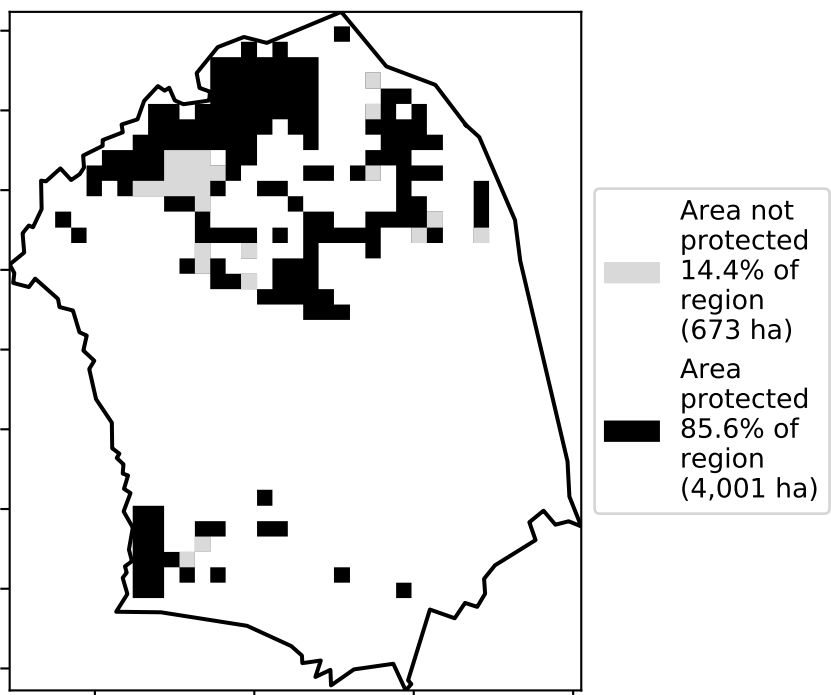 Area not
protected
14.4% of
region
(673 ha)
Area
protected
85.6% of
region
(4,001 ha)